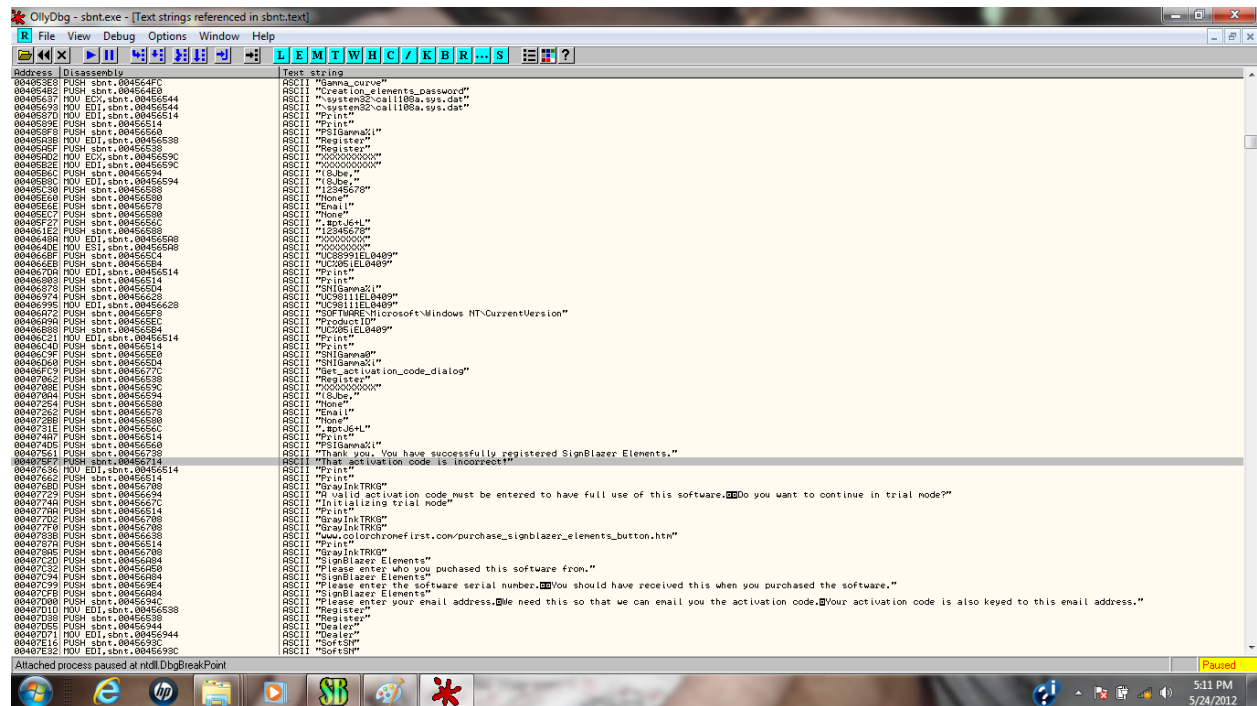 OllyDbg - sbnt.exe - [Text strings referenced in sbnt:.text]
R File View Debug Options Window Help
L E M T W H C / K B R ... S ?
Address Disassembly Text string
004053E8 PUSH sbnt.004564FC ASCII "Gamma_curve"
004054B2 PUSH sbnt.004564E0 ASCII "Creation_elements_password"
00405637 MOV ECX,sbnt.00456544 ASCII "\system32\call108a.sys.dat"
00405693 MOV EDI,sbnt.00456544 ASCII "\system32\call108a.sys.dat"
0040587D MOV EDI,sbnt.00456514 ASCII "Print"
0040589E PUSH sbnt.00456514 ASCII "Print"
004058F8 PUSH sbnt.00456560 ASCII "PSIGamma%i"
00405A3B MOV EDI,sbnt.00456538 ASCII "Register"
00405A5F PUSH sbnt.00456538 ASCII "Register"
00405AD2 MOV ECX,sbnt.0045659C ASCII "XXXXXXXXXX"
00405B2E MOV EDI,sbnt.0045659C ASCII "XXXXXXXXXX"
00405B6C PUSH sbnt.00456594 ASCII "(8Jbe,"
00405B8C MOV EDI,sbnt.00456594 ASCII "(8Jbe,"
00405C30 PUSH sbnt.00456588 ASCII "12345678"
00405E60 PUSH sbnt.00456580 ASCII "None"
00405E6E PUSH sbnt.00456578 ASCII "Email"
00405EC7 PUSH sbnt.00456580 ASCII "None"
00405F27 PUSH sbnt.0045656C ASCII ".#ptJ6+L"
004061E2 PUSH sbnt.00456588 ASCII "12345678"
0040648A MOV EDI,sbnt.004565A8 ASCII "XXXXXXXX"
004064DE MOV ESI,sbnt.004565A8 ASCII "XXXXXXXX"
004066BF PUSH sbnt.004565C4 ASCII "UC88991EL0409"
004066EB PUSH sbnt.004565B4 ASCII "UC%05iEL0409"
004067DA MOV EDI,sbnt.00456514 ASCII "Print"
00406803 PUSH sbnt.00456514 ASCII "Print"
00406878 PUSH sbnt.004565D4 ASCII "SNIGamma%i"
00406974 PUSH sbnt.00456628 ASCII "UC98111EL0409"
00406995 MOV EDI,sbnt.00456628 ASCII "UC98111EL0409"
00406A72 PUSH sbnt.004565F8 ASCII "SOFTWARE\Microsoft\Windows NT\CurrentVersion"
00406A9A PUSH sbnt.004565EC ASCII "ProductID"
00406B88 PUSH sbnt.004565B4 ASCII "UC%05iEL0409"
00406C21 MOV EDI,sbnt.00456514 ASCII "Print"
00406C4D PUSH sbnt.00456514 ASCII "Print"
00406C9F PUSH sbnt.004565E0 ASCII "SNIGamma0"
00406D60 PUSH sbnt.004565D4 ASCII "SNIGamma%i"
00406FC9 PUSH sbnt.0045677C ASCII "Get_activation_code_dialog"
00407062 PUSH sbnt.00456538 ASCII "Register"
0040708E PUSH sbnt.0045659C ASCII "XXXXXXXXXX"
004070A4 PUSH sbnt.00456594 ASCII "(8Jbe,"
00407254 PUSH sbnt.00456580 ASCII "None"
00407262 PUSH sbnt.00456578 ASCII "Email"
004072BB PUSH sbnt.00456580 ASCII "None"
0040731E PUSH sbnt.0045656C ASCII ".#ptJ6+L"
004074A7 PUSH sbnt.00456514 ASCII "Print"
004074D5 PUSH sbnt.00456560 ASCII "PSIGamma%i"
00407561 PUSH sbnt.00456738 ASCII "Thank you. You have successfully registered SignBlazer Elements."
004075F7 PUSH sbnt.00456714 ASCII "That activation code is incorrect!"
00407636 MOV EDI,sbnt.00456514 ASCII "Print"
00407662 PUSH sbnt.00456514 ASCII "Print"
004076BD PUSH sbnt.00456708 ASCII "GrayInkTRKG"
00407729 PUSH sbnt.00456694 ASCII "A valid activation code must be entered to have full use of this software.Do you want to continue in trial mode?"
0040774A PUSH sbnt.0045667C ASCII "Initializing trial mode"
004077AA PUSH sbnt.00456514 ASCII "Print"
004077D2 PUSH sbnt.00456708 ASCII "GrayInkTRKG"
004077F0 PUSH sbnt.00456708 ASCII "GrayInkTRKG"
0040783B PUSH sbnt.00456638 ASCII "www.colorchromefirst.com/purchase_signblazer_elements_button.htm"
0040787A PUSH sbnt.00456514 ASCII "Print"
004078A5 PUSH sbnt.00456708 ASCII "GrayInkTRKG"
00407C2D PUSH sbnt.00456A84 ASCII "SignBlazer Elements"
00407C32 PUSH sbnt.00456A50 ASCII "Please enter who you puchased this software from."
00407C94 PUSH sbnt.00456A84 ASCII "SignBlazer Elements"
00407C99 PUSH sbnt.004569E4 ASCII "Please enter the software serial number.You should have received this when you purchased the software."
00407CFB PUSH sbnt.00456A84 ASCII "SignBlazer Elements"
00407D00 PUSH sbnt.0045694C ASCII "Please enter your email address.We need this so that we can email you the activation code.Your activation code is also keyed to this email address."
00407D1D MOV EDI,sbnt.00456538 ASCII "Register"
00407D38 PUSH sbnt.00456538 ASCII "Register"
00407D55 PUSH sbnt.00456944 ASCII "Dealer"
00407D71 MOV EDI,sbnt.00456944 ASCII "Dealer"
00407E16 PUSH sbnt.0045693C ASCII "SoftSN"
00407E32 MOV EDI,sbnt.0045693C ASCII "SoftSN"
Attached process paused at ntdll.DbgBreakPoint
Paused
hp
SB
5:11 PM
5/24/2012